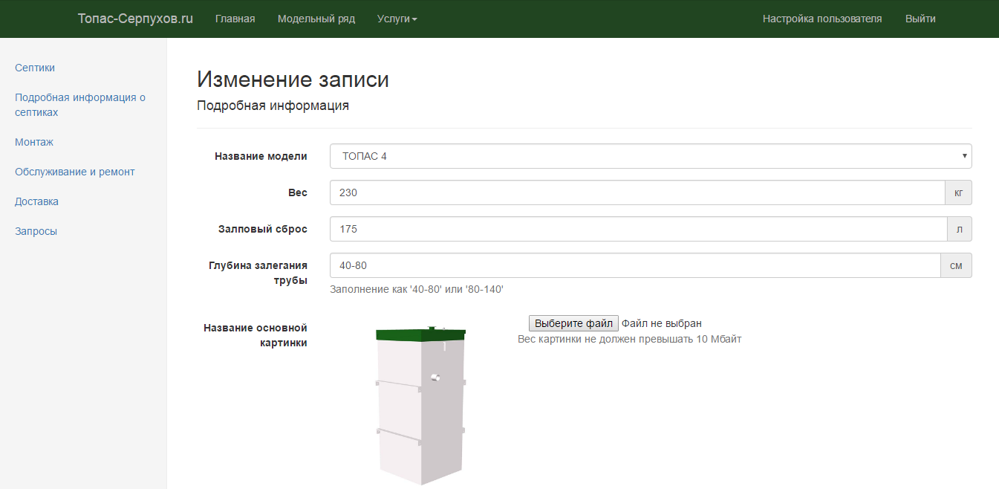 Топас-Серпухов.ru Главная Модельный ряд Услуги Настройка пользователя Выйти
Септики
Подробная информация о
септиках
Монтаж
Обслуживание и ремонт
Доставка
Запросы
Изменение записи
Подробная информация
Название модели ТОПАС 4
Вес 230 кг
Залповый сброс 175 л
Глубина залегания
трубы
40-80 см
Заполнение как '40-80' или '80-140'
Название основной
картинки
Выберите файл Файл не выбран
Вес картинки не должен превышать 10 Мбайт